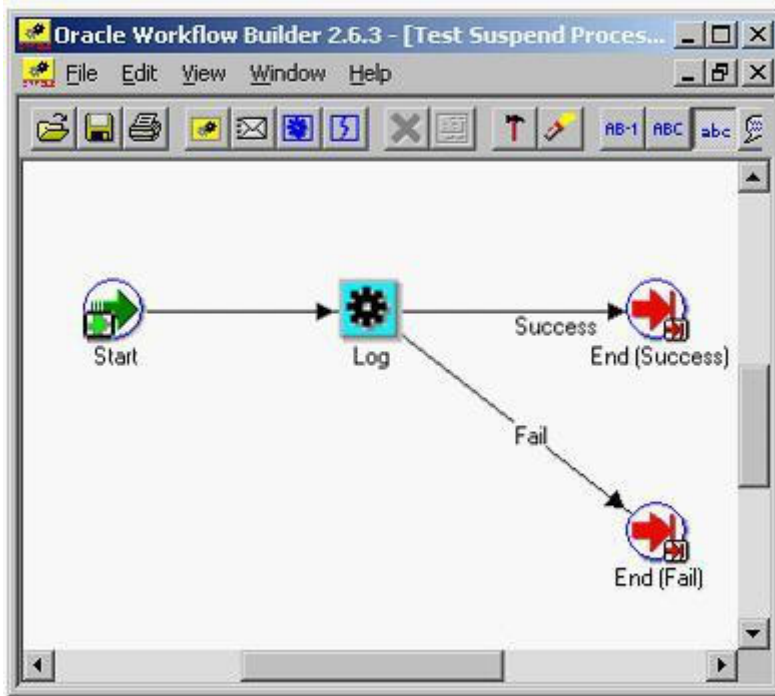 Oracle Workflow Builder 2.6.3 - [Test Suspend Proces...
File Edit View Window Help
AB-1 ABC abc
Start
Log
Success
End (Success)
Fail
End (Fail)